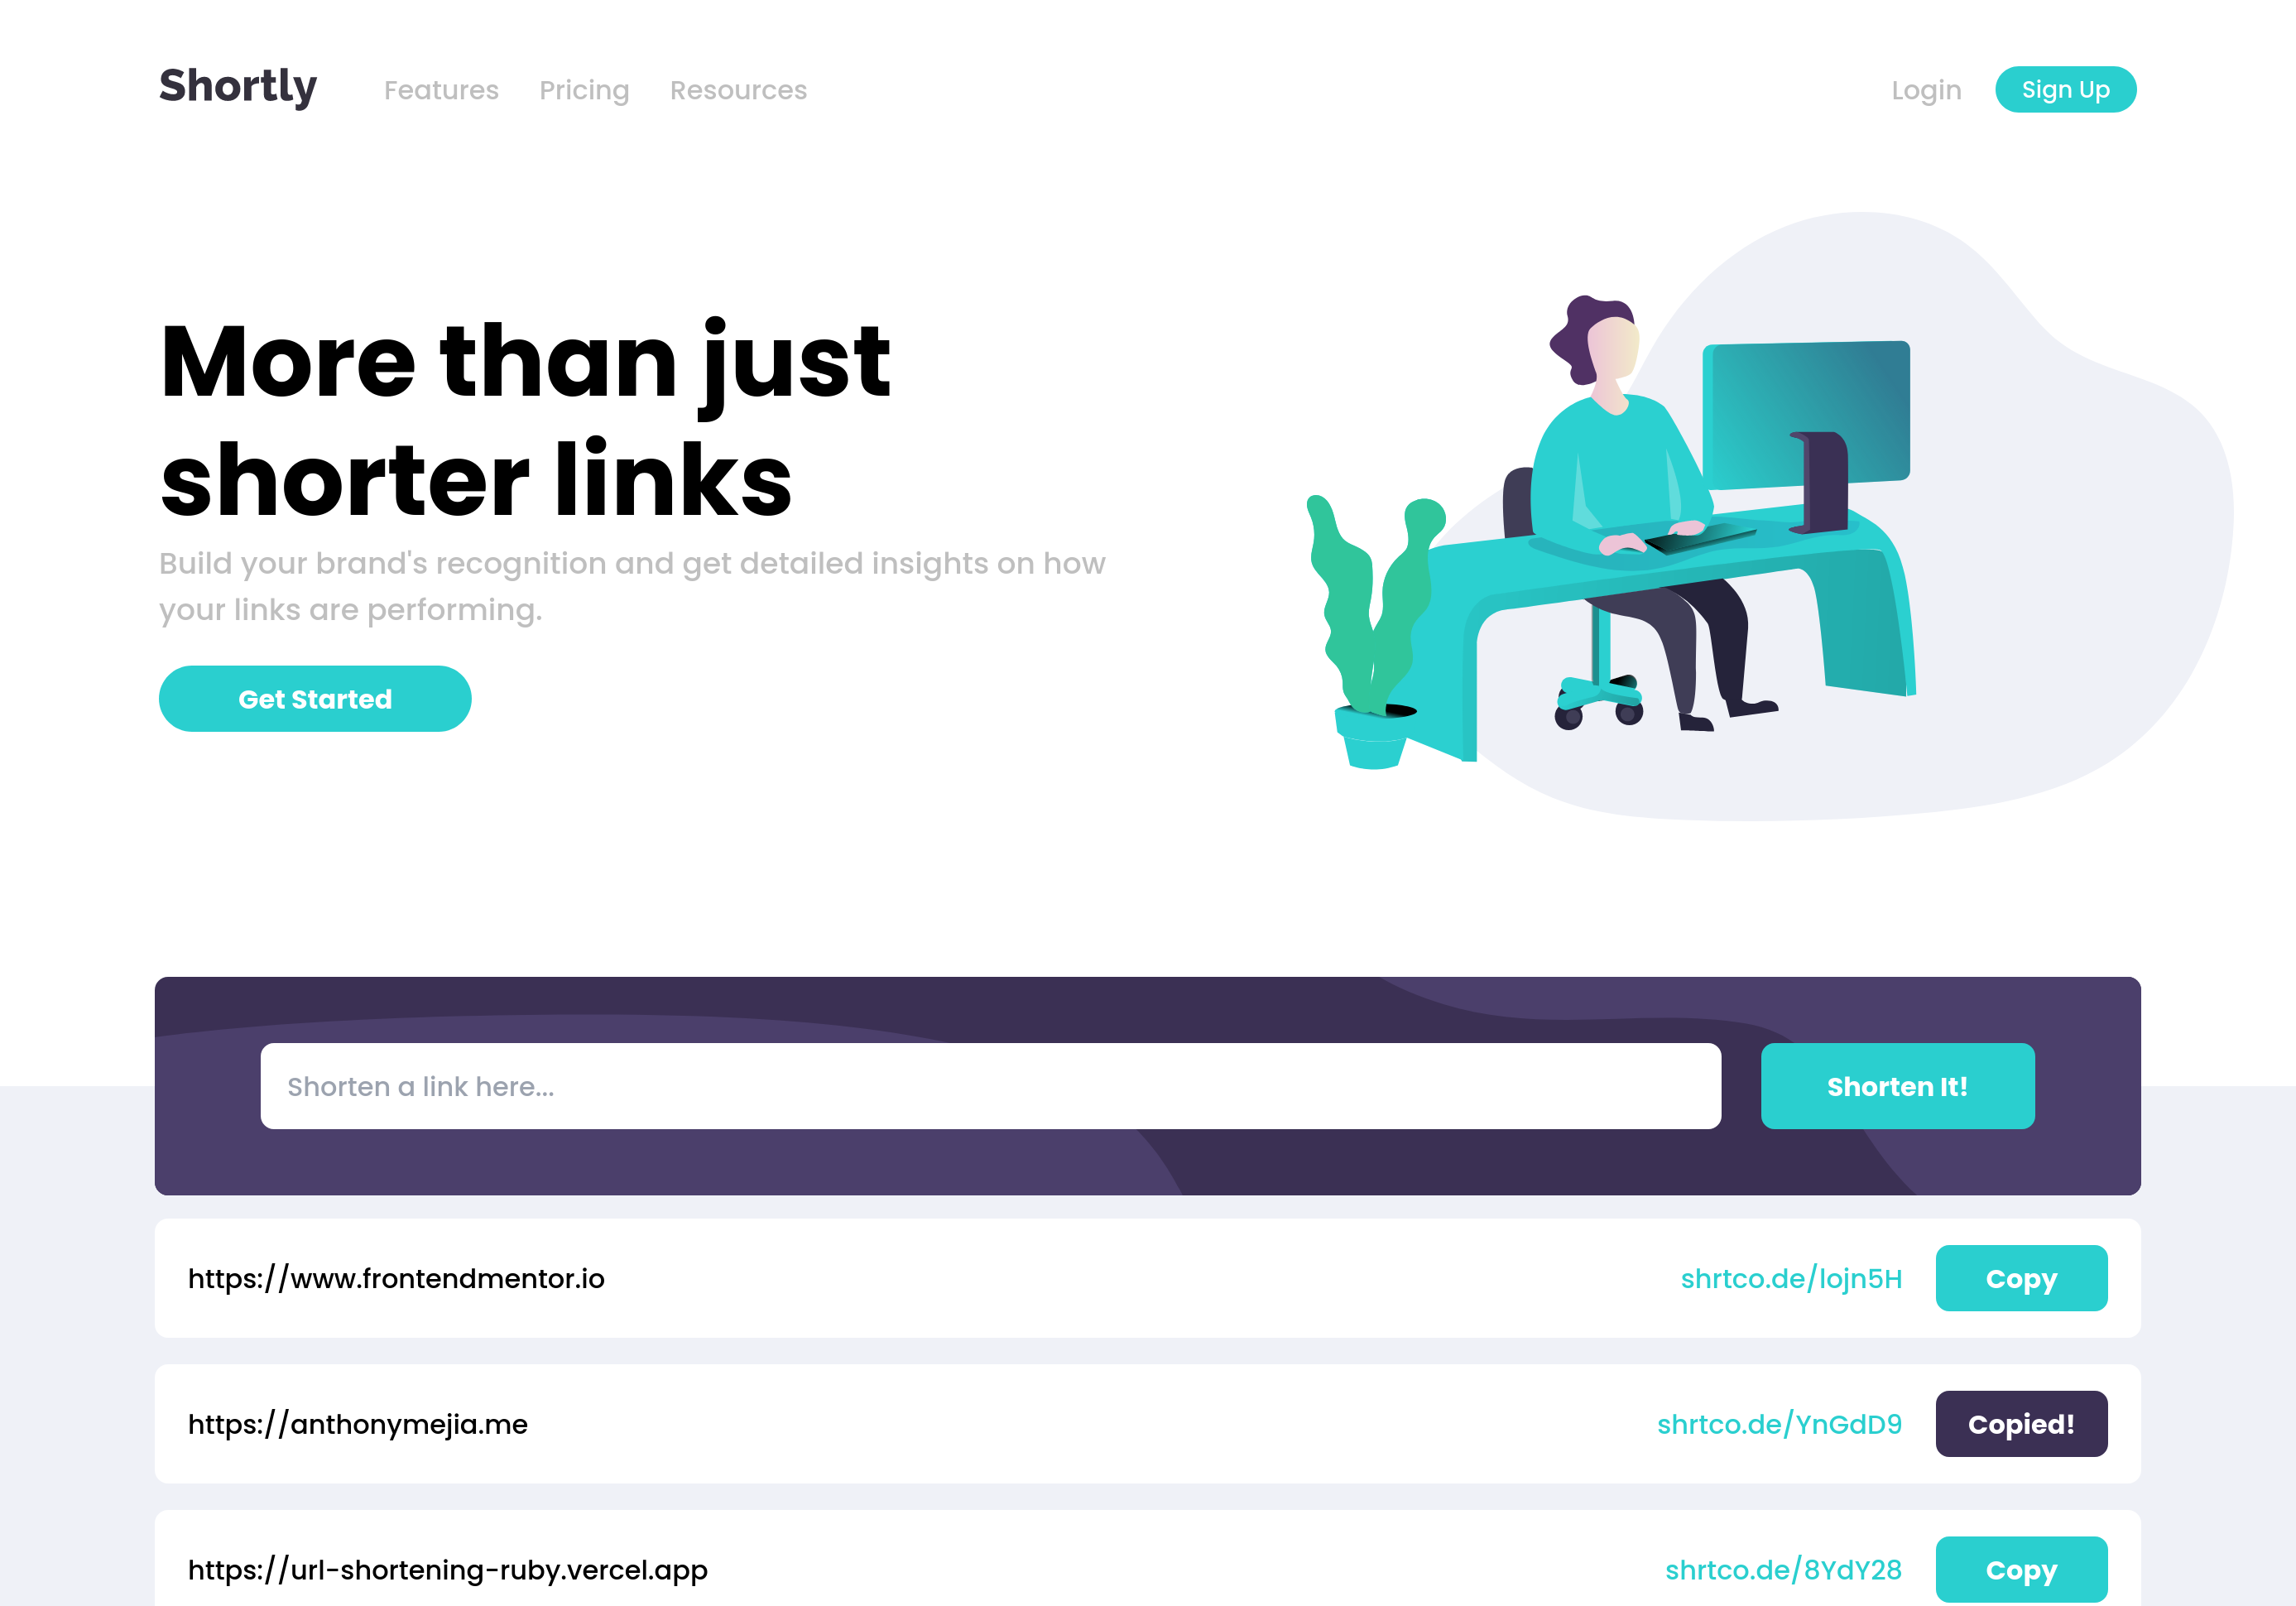 Shortly Features Pricing Resources Login Sign Up
More than just
shorter links
Build your brand's recognition and get detailed insights on how
your links are performing.
Get Started
Shorten a link here... Shorten It!
https://www.frontendmentor.io shrtco.de/lojn5H Copy
https://anthonymejia.me shrtco.de/YnGdD9 Copied!
https://url-shortening-ruby.vercel.app shrtco.de/8YdY28 Copy